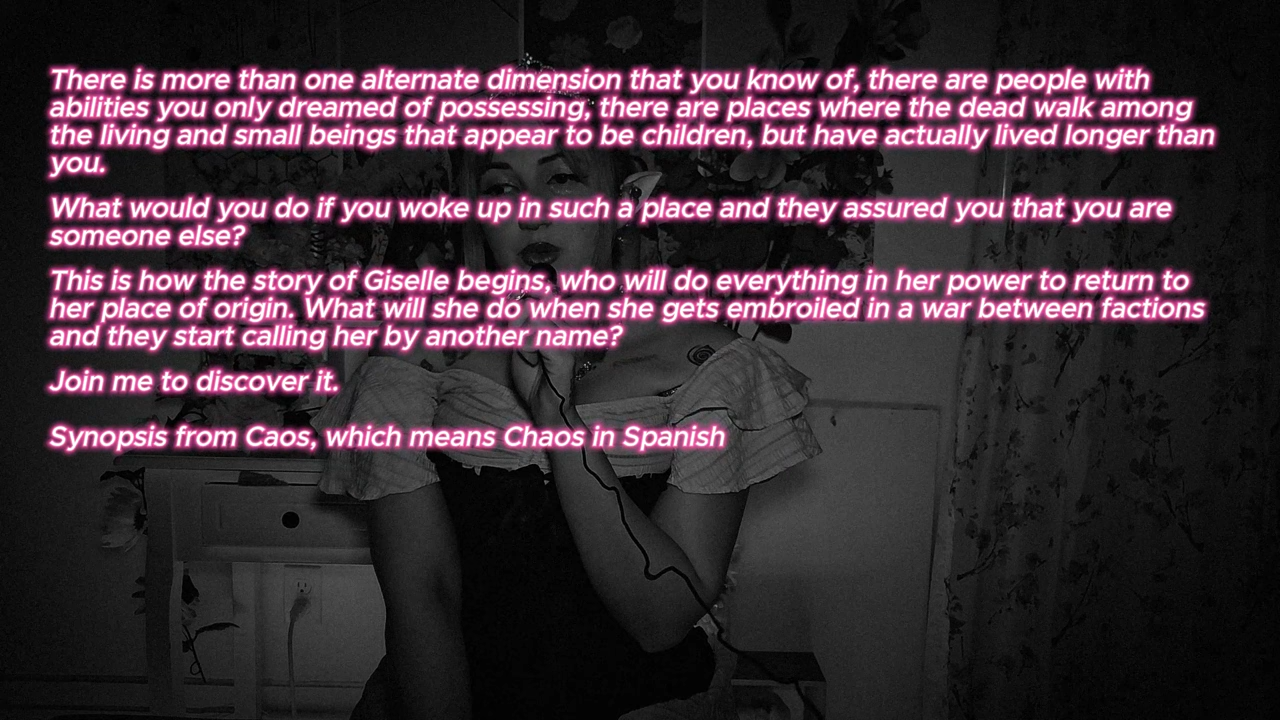 There is more than one alternate dimension that you know of, there are people with
abilities you only dreamed of possessing, there are places where the dead walk among
the living and small beings that appear to be children, but have actually lived longer than
you.
What would you do if you woke up in such a place and they assured you that you are
someone else?
This is how the story of Giselle begins, who will do everything in her power to return to
her place of origin. What will she do when she gets embroiled in a war between factions
and they start calling her by another name?
Join me to discover it.
Synopsis from Caos, which means Chaos in Spanish